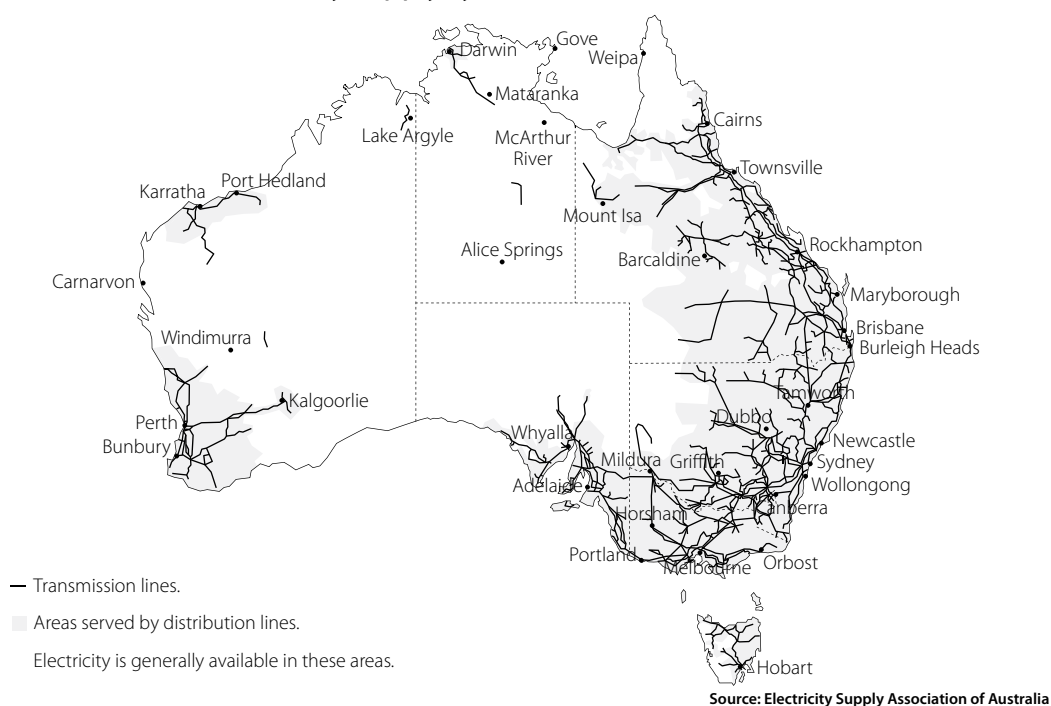 Darwin
Gove
Weipa
Mataranka
Cairns
Lake Argyle
McArthur
River
Townsville
Port Hedland
Karratha
Mount Isa
Rockhampton
Alice Springs
Barcaldine
Carnarvon
Maryborough
Brisbane
Windimurra
Burleigh Heads
Tamworth
Kalgoorlie
Dubbo
Perth
Whyalla
Newcastle
Bunbury
Mildura
Griffith
Sydney
Adelaide
Wollongong
Canberra
Horsham
Portland
Melbourne
Orbost
Transmission lines.
Areas served by distribution lines.
Electricity is generally available in these areas.
Hobart
Source: Electricity Supply Association of Australia